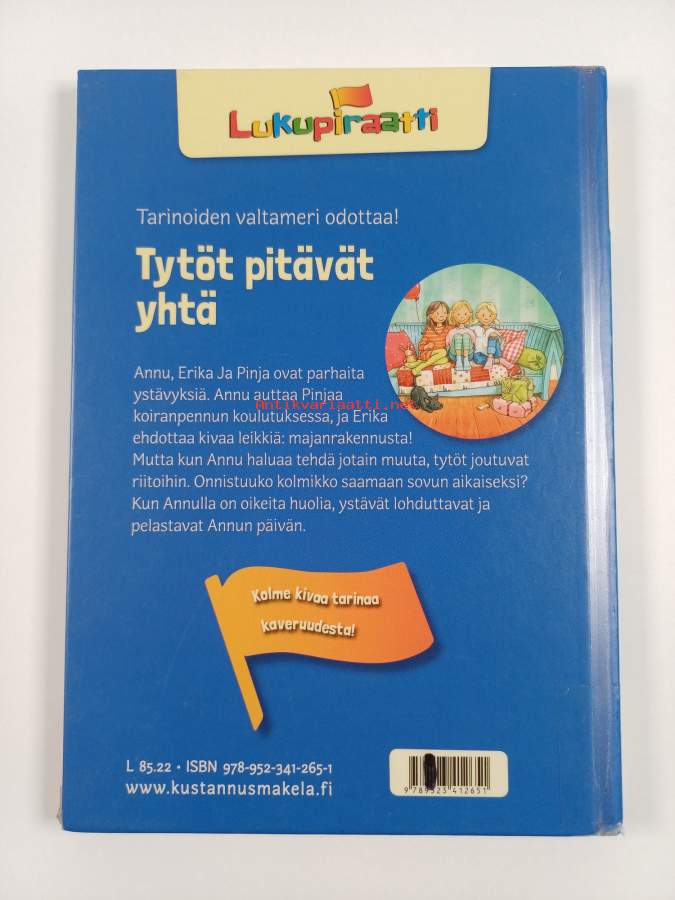 Lukupiraatti
Tarinoiden valtameri odottaa!
Tytöt pitävät
yhtä
Annu, Erika Ja Pinja ovat parhaita
ystävyksiä. Annu auttaa Pinjaa
Antikvariaatti.net
koiranpennun koulutuksessa, ja Erika
ehdottaa kivaa leikkiä: majanrakennusta!
Mutta kun Annu haluaa tehdä jotain muuta, tytöt joutuvat
riitoihin. Onnistuuko kolmikko saamaan sovun aikaiseksi?
Kun Annulla on oikeita huolia, ystävät lohduttavat ja
pelastavat Annun päivän.
Kolme kivaa tarinaa
kaveruudesta!
L 85.22 • ISBN 978-952-341-265-1
www.kustannusmakela.fi
9 789523 412651